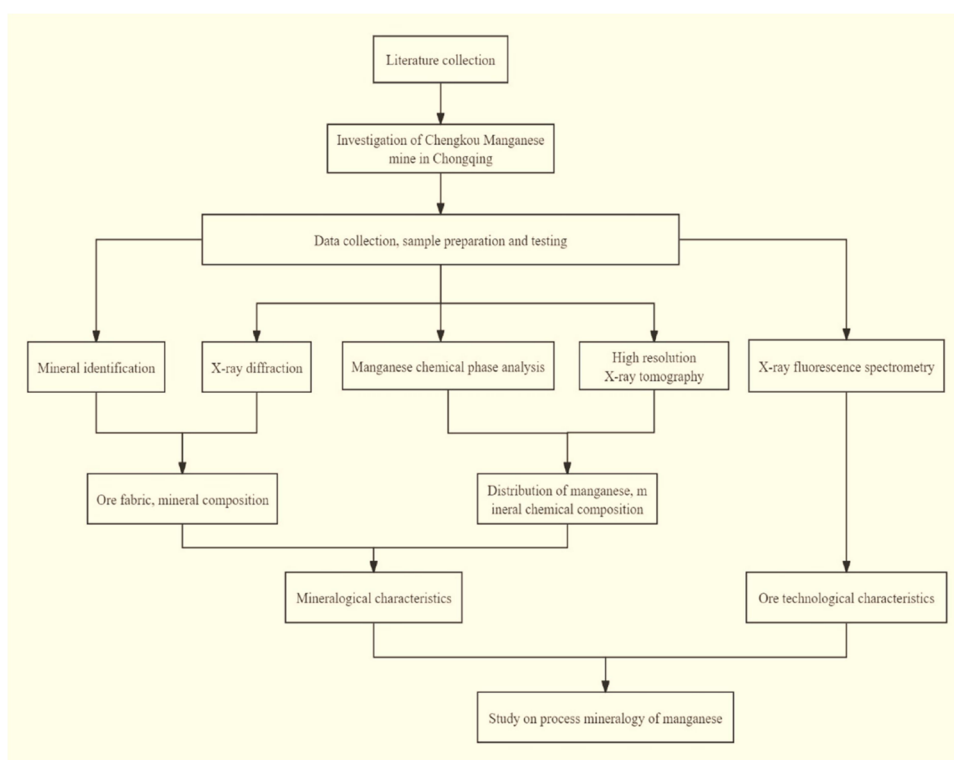 Literature collection
Investigation of Chengkou Manganese
mine in Chongqing
Data collection, sample preparation and testing
Mineral identification
X-ray diffraction
Manganese chemical phase analysis
High resolution
X-ray tomography
X-ray fluorescence spectrometry
Ore fabric, mineral composition
Distribution of manganese, m
ineral chemical composition
Mineralogical characteristics
Ore technological characteristics
Study on process mineralogy of manganese